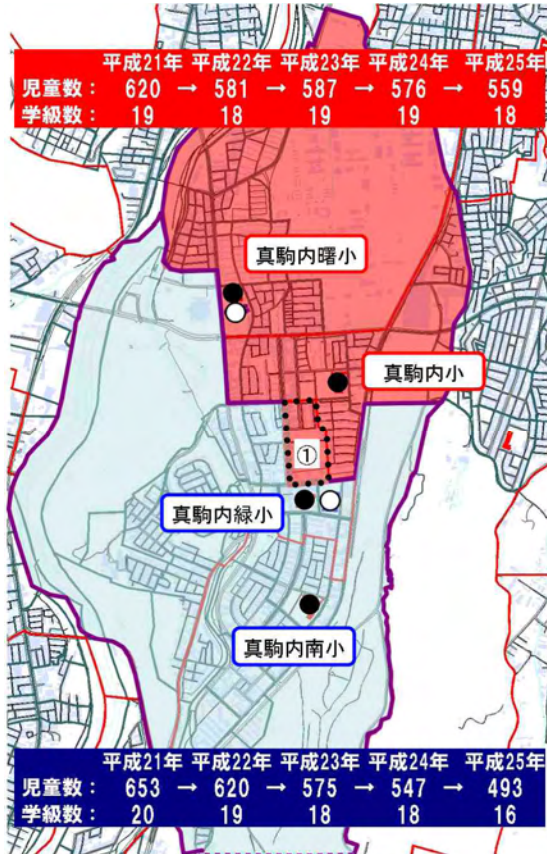 平成21年 平成22年 平成23年 平成24年 平成25年
児童数: 620 → 581 → 587 → 576 → 559
学級数: 19 18 19 19 18
真駒内曙小
真駒内小
①
真駒内緑小
真駒内南小
平成21年 平成22年 平成23年 平成24年 平成25年
児童数: 653 → 620 → 575 → 547 → 493
学級数: 20 19 18 18 16